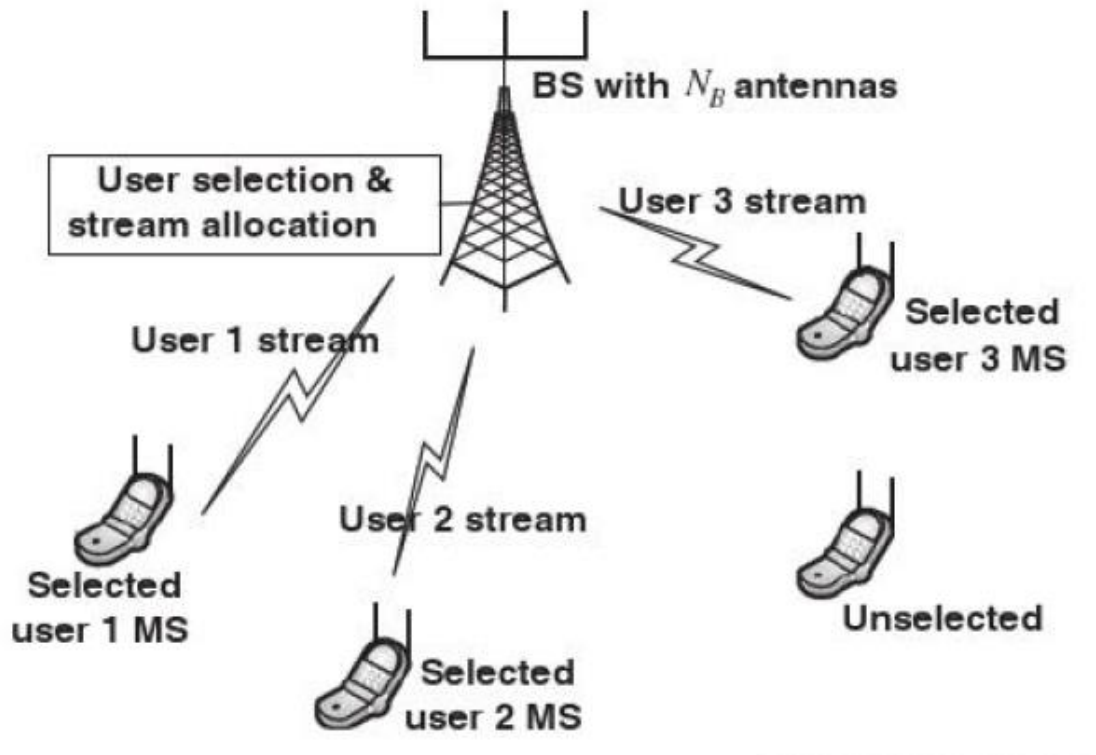 BS with N_B antennas
User selection &
stream allocation
User 3 stream
Selected
user 3 MS
User 1 stream
User 2 stream
Selected
user 1 MS
Unselected
Selected
user 2 MS